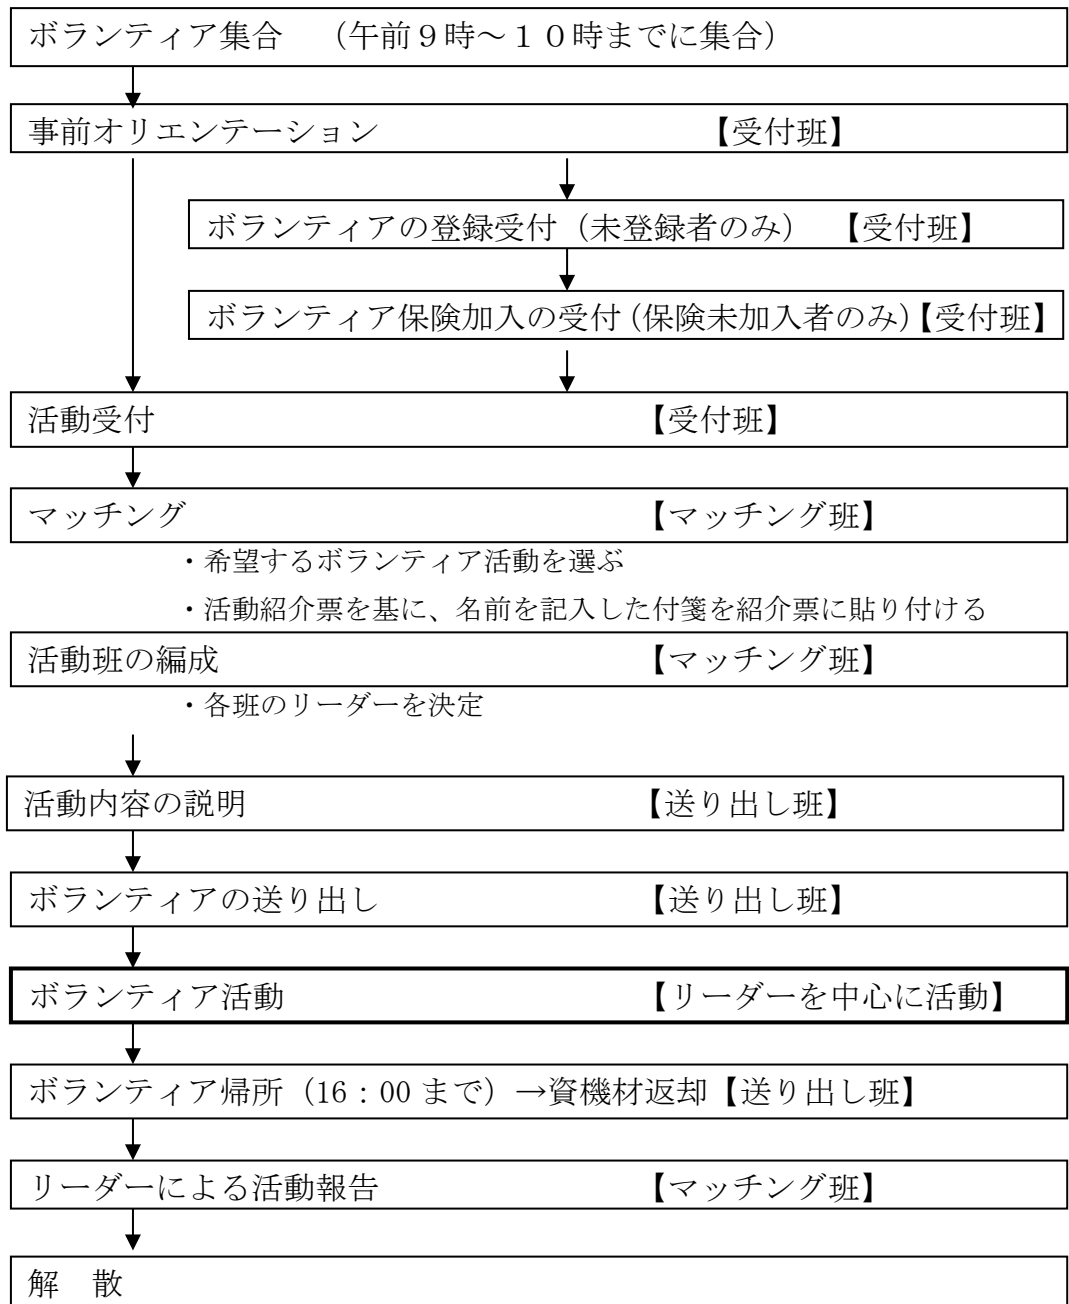 ボランティア集合　（午前９時～１０時までに集合）
事前オリエンテーション　【受付班】
ボランティアの登録受付（未登録者のみ）　【受付班】
ボランティア保険加入の受付（保険未加入者のみ）【受付班】
活動受付　【受付班】
マッチング　【マッチング班】
・希望するボランティア活動を選ぶ
・活動紹介票を基に、名前を記入した付箋を紹介票に貼り付ける
活動班の編成　【マッチング班】
・各班のリーダーを決定
活動内容の説明　【送り出し班】
ボランティアの送り出し　【送り出し班】
ボランティア活動　【リーダーを中心に活動】
ボランティア帰所（16：00まで）→資機材返却【送り出し班】
リーダーによる活動報告　【マッチング班】
解　散